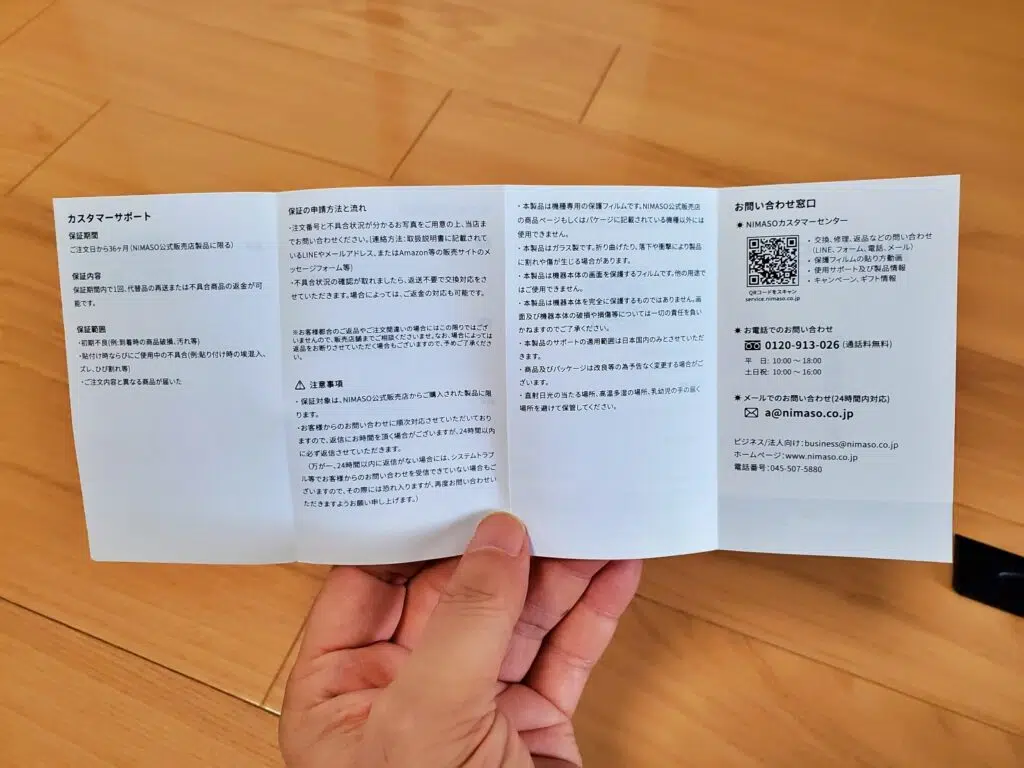 カスタマーサポート
保証期間
ご注文日から36ヶ月（NIMASO公式販売店製品に限る）
保証内容
保証期間内で1回、代替品の再送または不具合商品の返金が可
能です。
保証範囲
・初期不良(例:到着時の商品破損、汚れ等)
・貼付け時ならびにご使用中の不具合(例:貼り付け時の埃混入、
ズレ、ひび割れ等)
・ご注文内容と異なる商品が届いた
保証の申請方法と流れ
・注文番号と不具合状況が分かるお写真をご用意の上、当店ま
でお問い合わせください。(連絡方法：取扱説明書に記載されて
いるLINEやメールアドレス、またはAmazon等の販売サイトのメ
ッセージフォーム等)
・不具合状況の確認が取れましたら、返送不要で交換対応をさ
せていただきます。場合によっては、ご返金の対応も可能です。
※お客様都合のご返品やご注文間違いの場合にはこの限りではござ
いませんので、販売店舗までご相談くださいませ。なお、場合によっては
返品をお断りさせていただく場合もございますので、予めご了承くださ
い。
⚠ 注意事項
・保証対象は、NIMASO公式販売店からご購入された製品に限
ります。
・お客様からのお問い合わせに順次対応させていただいており
ますので、返信にお時間を頂く場合がございますが、24時間以内
に必ず返信させていただきます。
（万が一、24時間以内に返信がない場合には、システムトラブ
ル等でお客様からのお問い合わせを受信できていない場合もご
ざいますので、その際には恐れ入りますが、再度お問い合わせい
ただきますようお願い申し上げます。）
・本製品は機種専用の保護フィルムです。NIMASO公式販売店
の商品ページもしくはパケージに記載されている機種以外には
使用できません。
・本製品はガラス製です。折り曲げたり、落下や衝撃により製品
に割れや傷が生じる場合があります。
・本製品は機器本体の画面を保護するフィルムです。他の用途で
はご使用できません。
・本製品は機器本体を完全に保護するものではありません。画
面及び機器本体の破損や損傷等については一切の責任を負い
かねますのでご了承ください。
・本製品のサポートの適用範囲は日本国内のみとさせていただ
きます。
・商品及びパッケージは改良等の為予告なく変更する場合がご
ざいます。
・直射日光の当たる場所、高温多湿の場所、乳幼児の手の届く
場所を避けて保管してください。
お問い合わせ窓口
✷ NIMASOカスタマーセンター
・交換、修理、返品などの問い合わせ
（LINE、フォーム、電話、メール）
・保護フィルムの貼り方動画
・使用サポート及び製品情報
・キャンペーン、ギフト情報
QRコードをスキャン
service.nimaso.co.jp
✷ お電話でのお問い合わせ
0120-913-026 (通話料無料)
平 日: 10:00 ～ 18:00
土日祝: 10:00 ～ 16:00
✷ メールでのお問い合わせ(24時間内対応)
a@nimaso.co.jp
ビジネス/法人向け：business@nimaso.co.jp
ホームページ：www.nimaso.co.jp
電話番号：045-507-5880